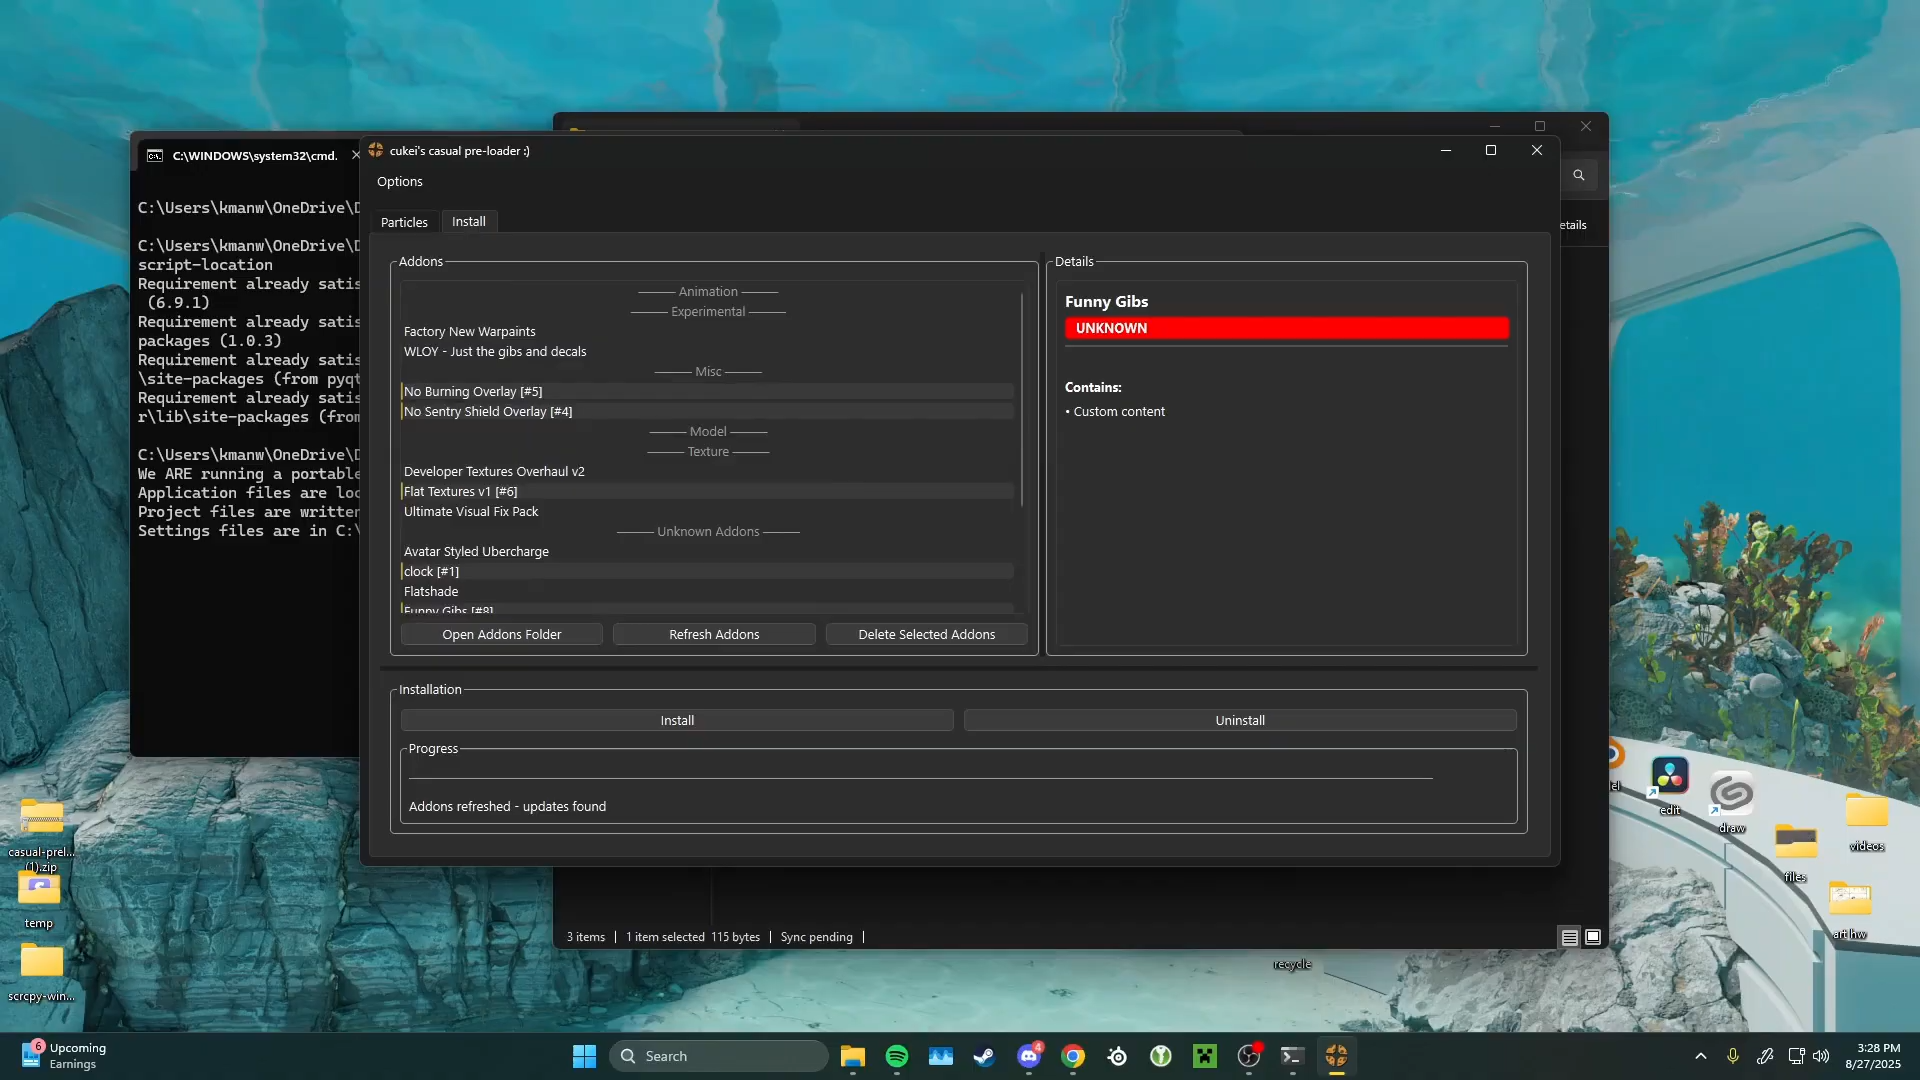 C:\WINDOWS\system32\cmd.
C:\Users\kmanw\OneDrive\D
C:\Users\kmanw\OneDrive\D
script-location
Requirement already satis
(6.9.1)
Requirement already satis
packages (1.0.3)
Requirement already satis
\site-packages (from pyqt
Requirement already satis
r\lib\site-packages (from
C:\Users\kmanw\OneDrive\D
We ARE running a portable
Application files are loc
Project files are written
Settings files are in C:\
cukei's casual pre-loader :)
Options
Particles
Install
Addons
Animation
Experimental
Factory New Warpaints
WLOY - Just the gibs and decals
Misc
No Burning Overlay [#5]
No Sentry Shield Overlay [#4]
Model
Texture
Developer Textures Overhaul v2
Flat Textures v1 [#6]
Ultimate Visual Fix Pack
Unknown Addons
Avatar Styled Ubercharge
clock [#1]
Flatshade
Funny Gibs [#8]
Open Addons Folder
Refresh Addons
Delete Selected Addons
Details
Funny Gibs
UNKNOWN
Contains:
• Custom content
Installation
Install
Uninstall
Progress
Addons refreshed - updates found
etails
3 items
1 item selected 115 bytes
Sync pending
casual-prel...
(1).zip
temp
scrcpy-win...
el
edit
draw
videos
files
art hw
recycle
6
Upcoming
Earnings
Search
4
3:28 PM
8/27/2025